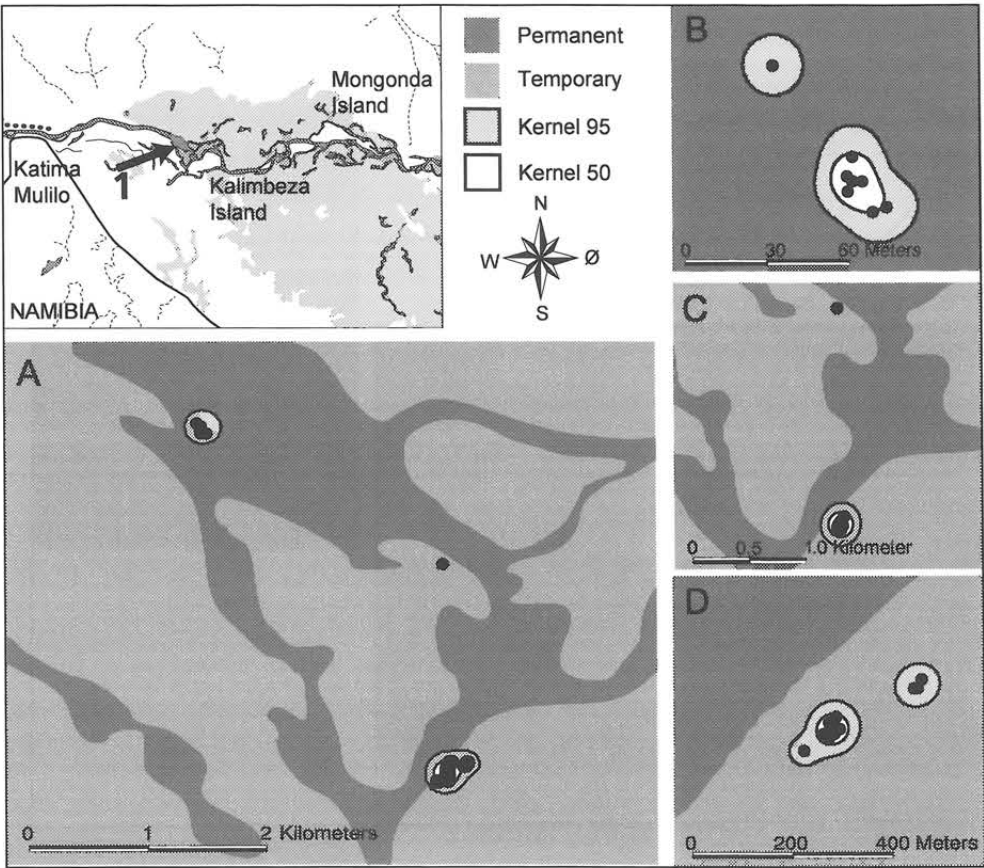 Mongonda
Island
Katima
Mulilo
1
Kalimbeza
Island
NAMIBIA
Permanent
Temporary
Kernel 95
Kernel 50
N
W
Ø
S
B
0 30 60 Meters
A
0 1 2 Kilometers
C
0 0,5 1.0 Kilometer
D
0 200 400 Meters